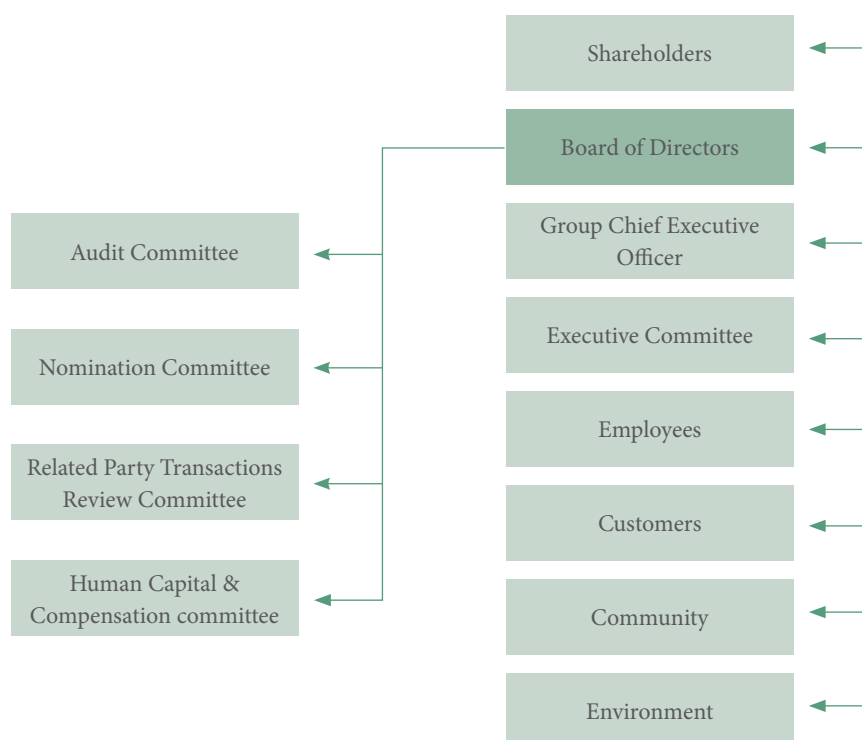 Shareholders
Board of Directors
Group Chief Executive
Officer
Executive Committee
Employees
Customers
Community
Environment
Audit Committee
Nomination Committee
Related Party Transactions
Review Committee
Human Capital &
Compensation committee